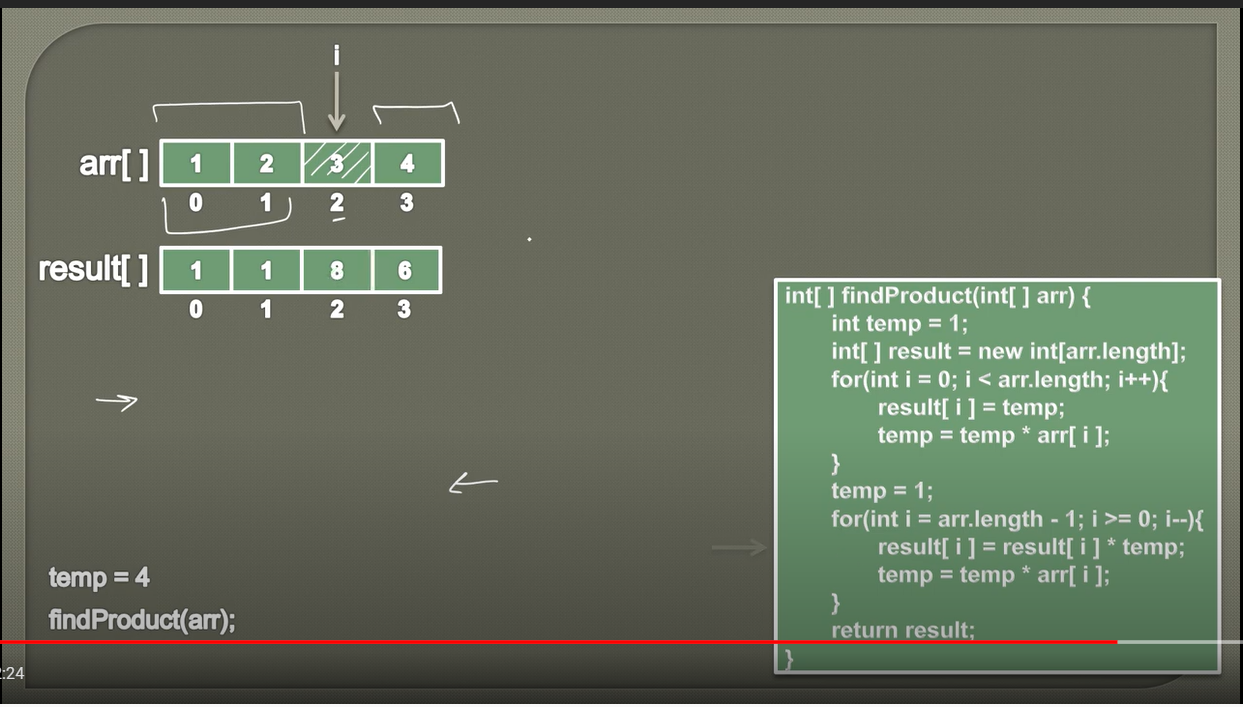 i
arr[ ] 1 2 3 4
0 1 2 3
result[ ] 1 1 8 6
0 1 2 3
int[ ] findProduct(int[ ] arr) {
int temp = 1;
int[ ] result = new int[arr.length];
for(int i = 0; i < arr.length; i++){
result[ i ] = temp;
temp = temp * arr[ i ];
}
temp = 1;
for(int i = arr.length - 1; i >= 0; i--){
result[ i ] = result[ i ] * temp;
temp = temp * arr[ i ];
}
return result;
}
temp = 4
findProduct(arr);
:24